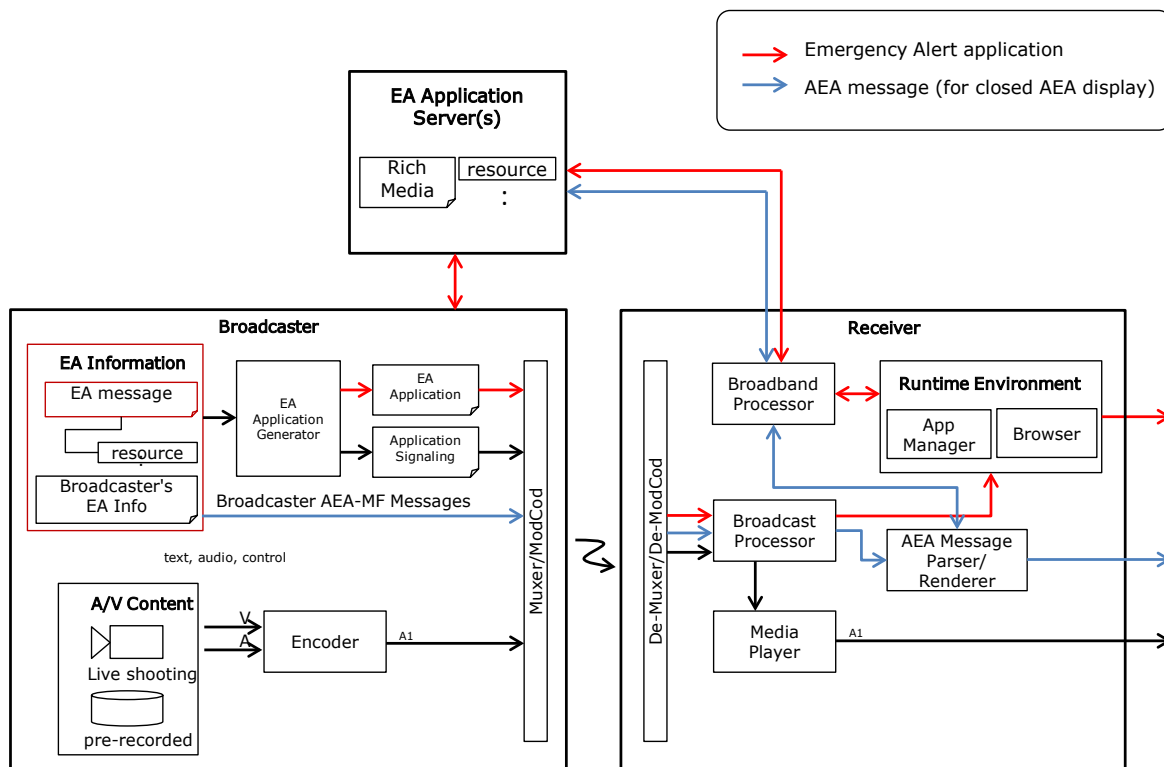 Emergency Alert application
AEA message (for closed AEA display)
EA Application
Server(s)
Rich
Media
resource
:
Broadcaster
EA Information
EA message
resource
:
Broadcaster's
EA Info
EA
Application
Generator
EA
Application
Application
Signaling
Broadcaster AEA-MF Messages
text, audio, control
A/V Content
Live shooting
pre-recorded
V
A
Encoder
A1
Muxer/ModCod
Receiver
De-Muxer/De-ModCod
Broadband
Processor
Runtime Environment
App
Manager
Browser
Broadcast
Processor
AEA Message
Parser/
Renderer
Media
Player
A1